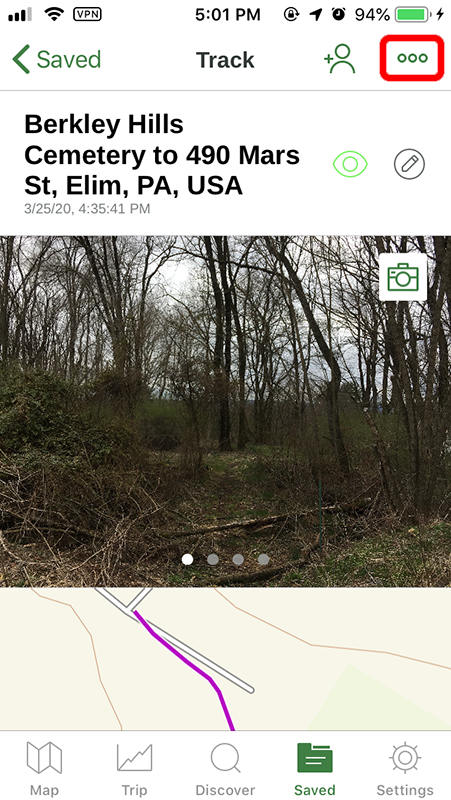 VPN 5:01 PM 94%
Saved Track
Berkley Hills
Cemetery to 490 Mars
St, Elim, PA, USA
3/25/20, 4:35:41 PM
Map Trip Discover Saved Settings